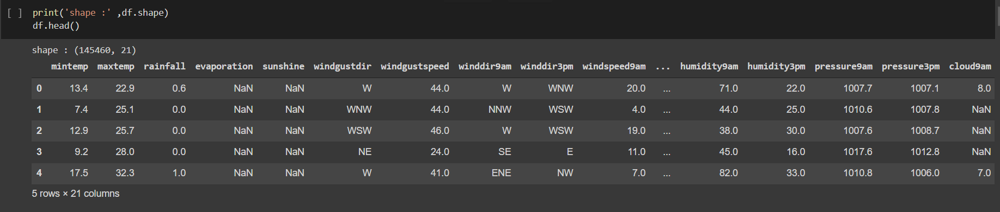 [ ] print('shape :' ,df.shape)
df.head()
shape : (145460, 21)
mintemp maxtemp rainfall evaporation sunshine windgustdir windgustspeed winddir9am winddir3pm windspeed9am ... humidity9am humidity3pm pressure9am pressure3pm cloud9am
0 13.4 22.9 0.6 NaN NaN W 44.0 W WNW 20.0 ... 71.0 22.0 1007.7 1007.1 8.0
1 7.4 25.1 0.0 NaN NaN WNW 44.0 NNW WSW 4.0 ... 44.0 25.0 1010.6 1007.8 NaN
2 12.9 25.7 0.0 NaN NaN WSW 46.0 W WSW 19.0 ... 38.0 30.0 1007.6 1008.7 NaN
3 9.2 28.0 0.0 NaN NaN NE 24.0 SE E 11.0 ... 45.0 16.0 1017.6 1012.8 NaN
4 17.5 32.3 1.0 NaN NaN W 41.0 ENE NW 7.0 ... 82.0 33.0 1010.8 1006.0 7.0
5 rows × 21 columns